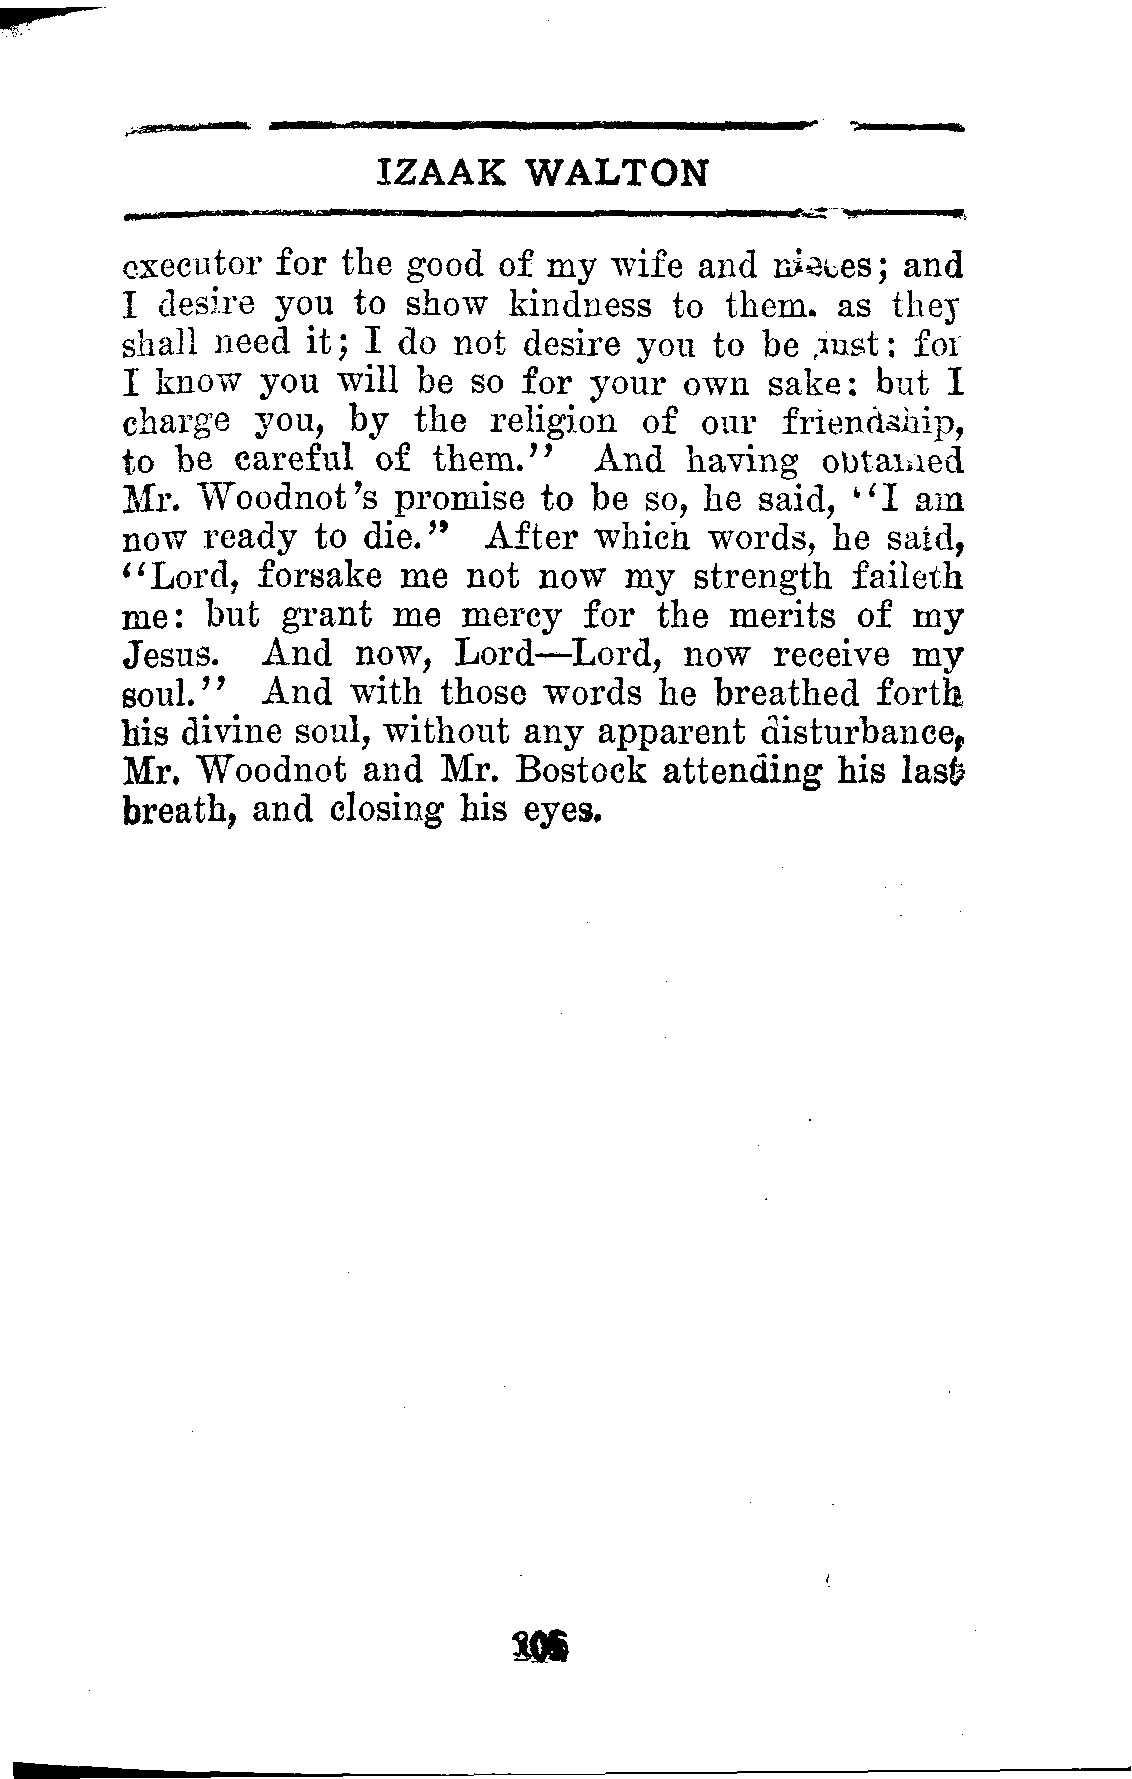 IZAAK WALTON
executor for the good of my wife and nieces; and
I desire you to show kindness to them. as they
shall need it; I do not desire you to be just: for
I know you will be so for your own sake: but I
charge you, by the religion of our friendship,
to be careful of them.'' And having obtained
Mr. Woodnot's promise to be so, he said, ''I am
now ready to die.'' After which words, he said,
''Lord, forsake me not now my strength faileth
me: but grant me mercy for the merits of my
Jesus. And now, Lord—Lord, now receive my
soul.'' And with those words he breathed forth
his divine soul, without any apparent disturbance,
Mr. Woodnot and Mr. Bostock attending his last
breath, and closing his eyes.